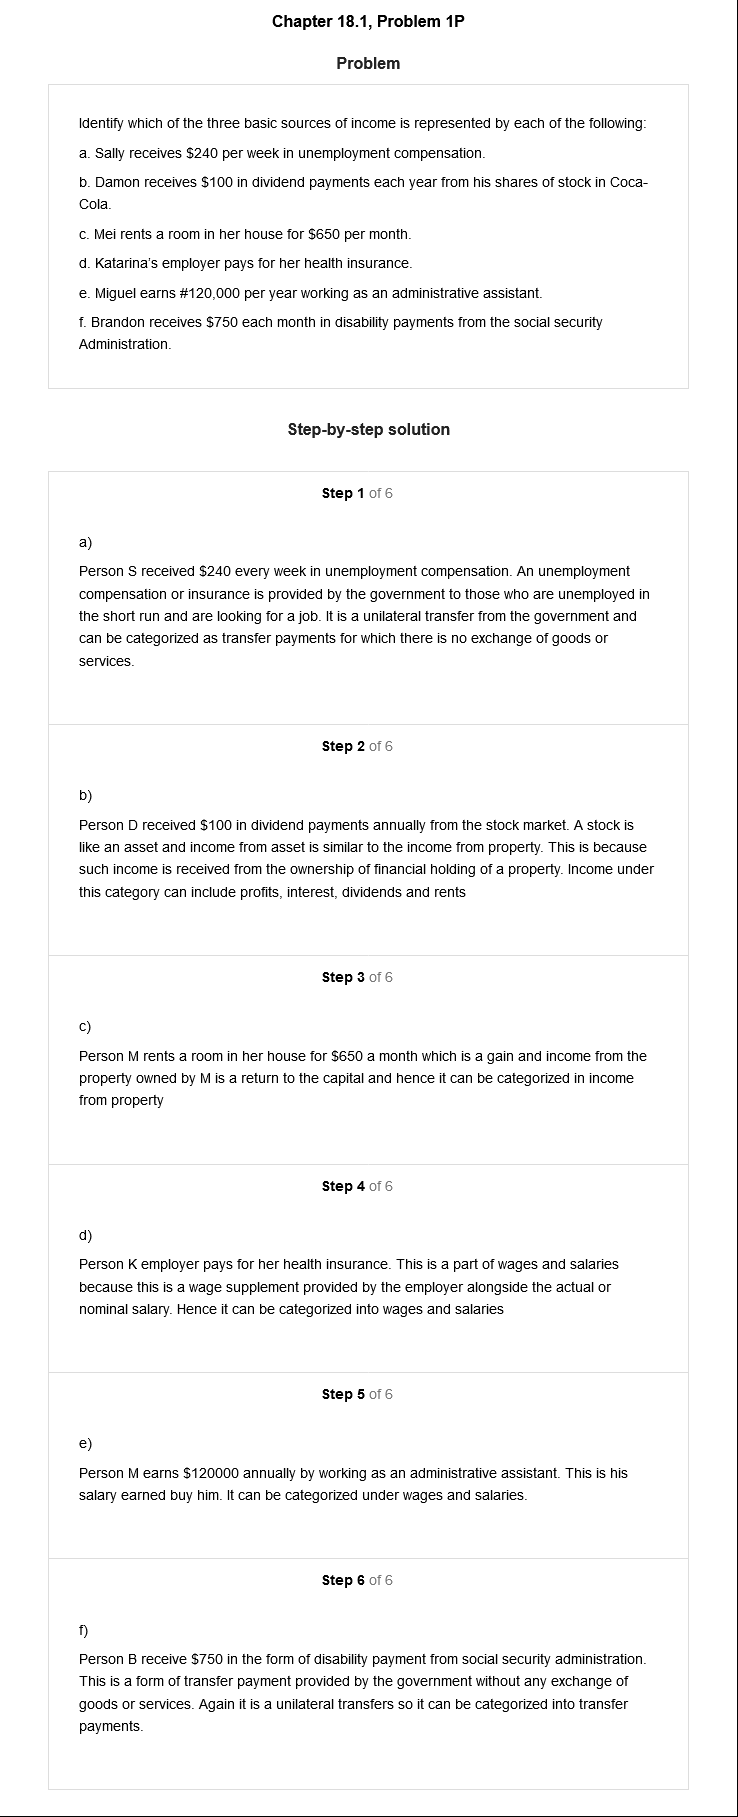 Chapter 18.1, Problem 1P
Problem
Identify which of the three basic sources of income is represented by each of the following:
a. Sally receives $240 per week in unemployment compensation.
b. Damon receives $100 in dividend payments each year from his shares of stock in Coca-
Cola.
c. Mei rents a room in her house for $650 per month.
d. Katarina's employer pays for her health insurance.
e. Miguel earns #120,000 per year working as an administrative assistant.
f. Brandon receives $750 each month in disability payments from the social security
Administration.
Step-by-step solution
Step 1 of 6
a)
Person S received $240 every week in unemployment compensation. An unemployment
compensation or insurance is provided by the government to those who are unemployed in
the short run and are looking for a job. It is a unilateral transfer from the government and
can be categorized as transfer payments for which there is no exchange of goods or
services.
Step 2 of 6
b)
Person D received $100 in dividend payments annually from the stock market. A stock is
like an asset and income from asset is similar to the income from property. This is because
such income is received from the ownership of financial holding of a property. Income under
this category can include profits, interest, dividends and rents
Step 3 of 6
c)
Person M rents a room in her house for $650 a month which is a gain and income from the
property owned by M is a return to the capital and hence it can be categorized in income
from property
Step 4 of 6
d)
Person K employer pays for her health insurance. This is a part of wages and salaries
because this is a wage supplement provided by the employer alongside the actual or
nominal salary. Hence it can be categorized into wages and salaries
Step 5 of 6
e)
Person M earns $120000 annually by working as an administrative assistant. This is his
salary earned buy him. It can be categorized under wages and salaries.
Step 6 of 6
f)
Person B receive $750 in the form of disability payment from social security administration.
This is a form of transfer payment provided by the government without any exchange of
goods or services. Again it is a unilateral transfers so it can be categorized into transfer
payments.